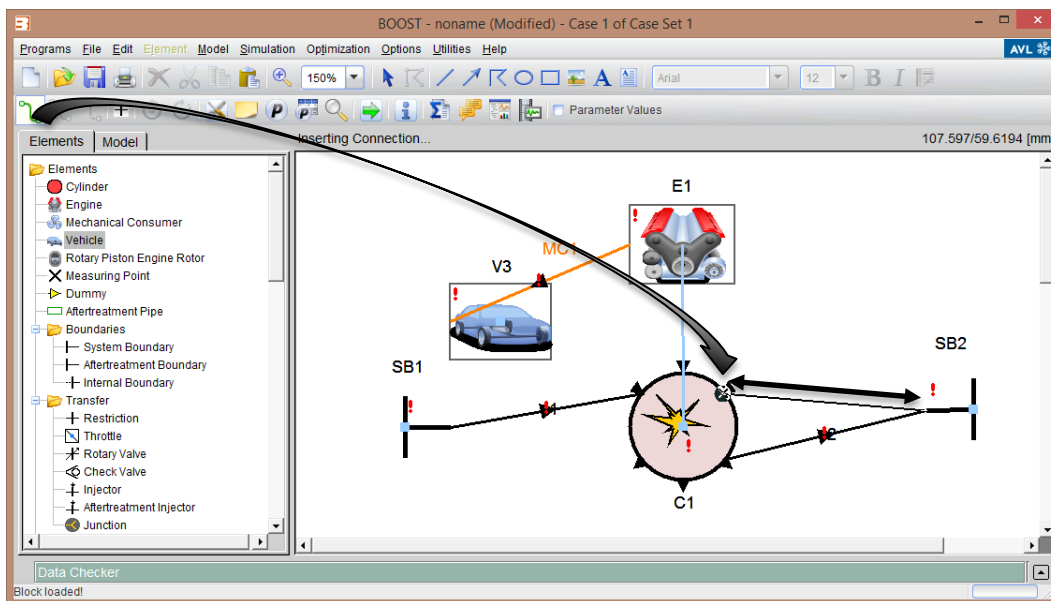 BOOST - noname (Modified) - Case 1 of Case Set 1
Programs File Edit Element Model Simulation Optimization Options Utilities Help
AVL
150%
A
Arial
12
B I
P
P
Σ
Parameter Values
Elements Model
Inserting Connection...
107.597/59.6194 [mm
Elements
Cylinder
Engine
Mechanical Consumer
Vehicle
Rotary Piston Engine Rotor
Measuring Point
Dummy
Aftertreatment Pipe
Boundaries
System Boundary
Aftertreatment Boundary
Internal Boundary
Transfer
Restriction
Throttle
Rotary Valve
Check Valve
Injector
Aftertreatment Injector
Junction
E1
MC1
V3
SB1
SB2
1
2
C1
Data Checker
Block loaded!